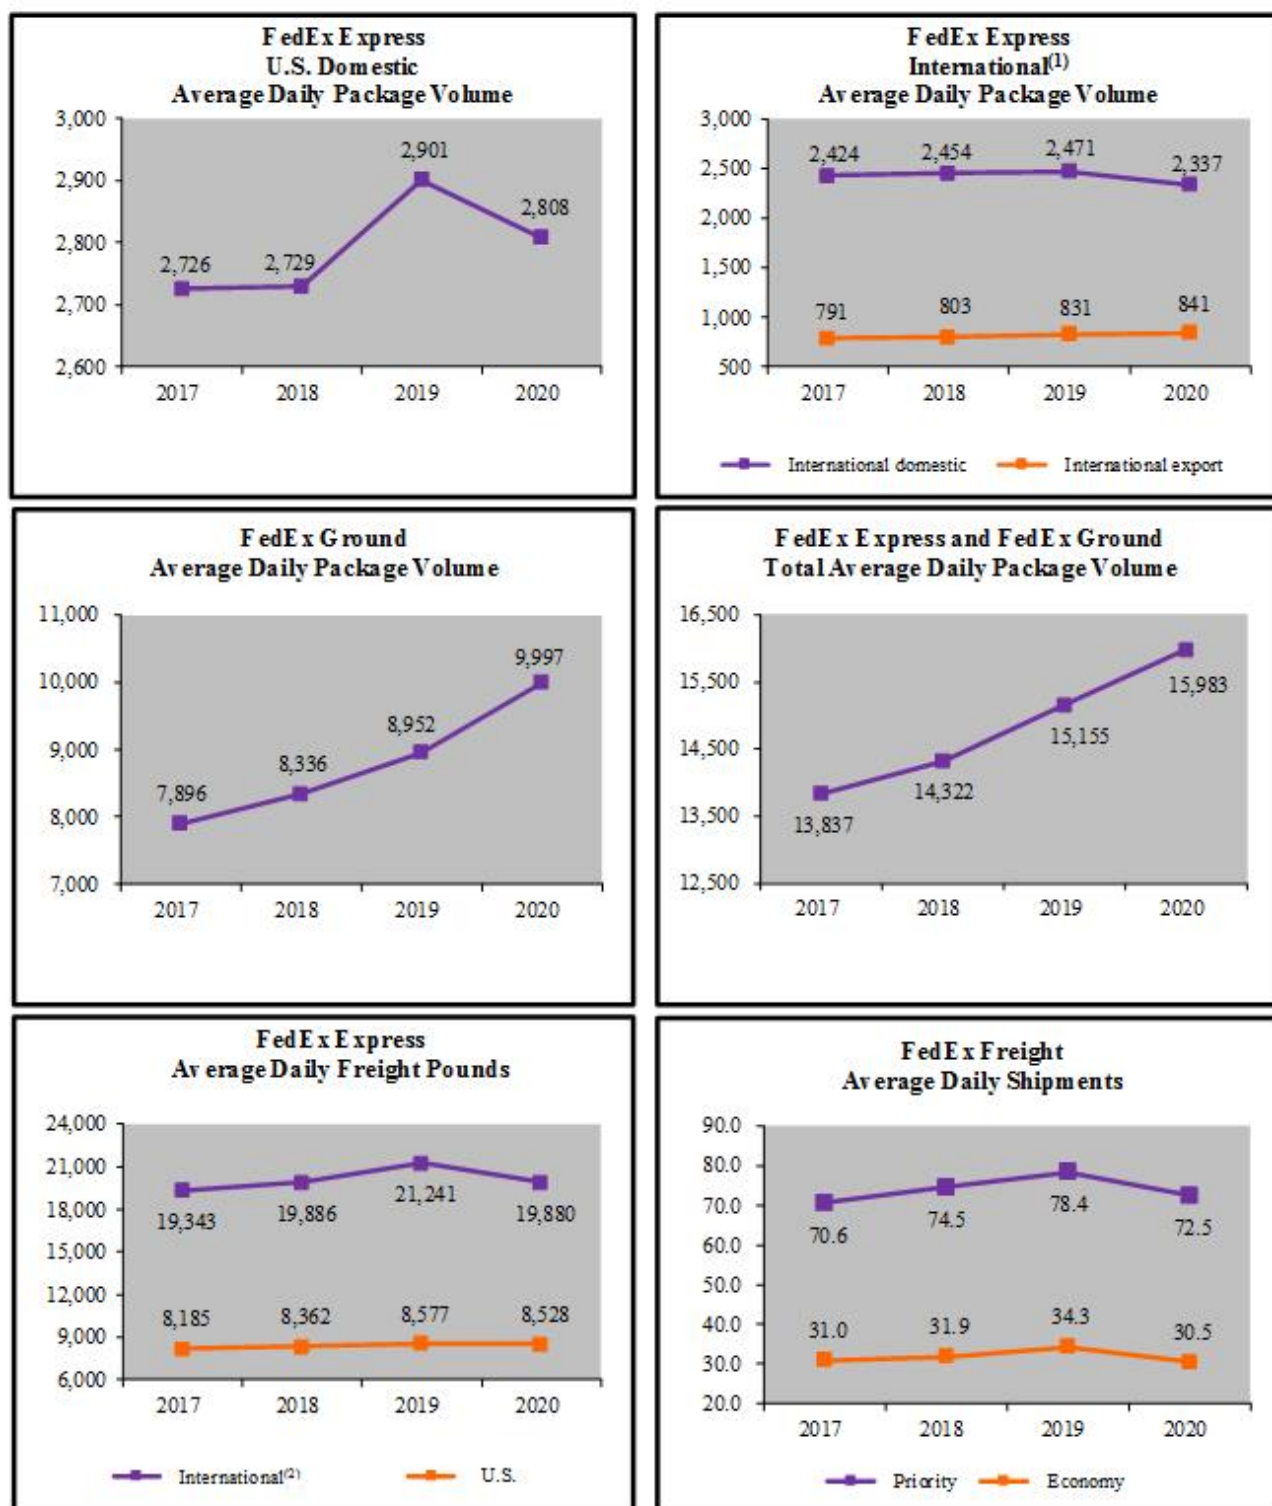 FedEx Express
U.S. Domestic
Average Daily Package Volume
3,000
2,900
2,800
2,700
2,600
2,726
2,729
2,901
2,808
2017 2018 2019 2020
FedEx Express
International(1)
Average Daily Package Volume
3,000
2,500
2,000
1,500
1,000
500
2,424 2,454 2,471 2,337
791 803 831 841
2017 2018 2019 2020
International domestic International export
FedEx Ground
Average Daily Package Volume
11,000
10,000
9,000
8,000
7,000
7,896
8,336
8,952
9,997
2017 2018 2019 2020
FedEx Express and FedEx Ground
Total Average Daily Package Volume
16,500
15,500
14,500
13,500
12,500
13,837
14,322
15,155
15,983
2017 2018 2019 2020
FedEx Express
Average Daily Freight Pounds
24,000
21,000
18,000
15,000
12,000
9,000
6,000
19,343 19,886 21,241 19,880
8,185 8,362 8,577 8,528
2017 2018 2019 2020
International(2) U.S.
FedEx Freight
Average Daily Shipments
90.0
80.0
70.0
60.0
50.0
40.0
30.0
20.0
70.6 74.5 78.4 72.5
31.0 31.9 34.3 30.5
2017 2018 2019 2020
Priority Economy